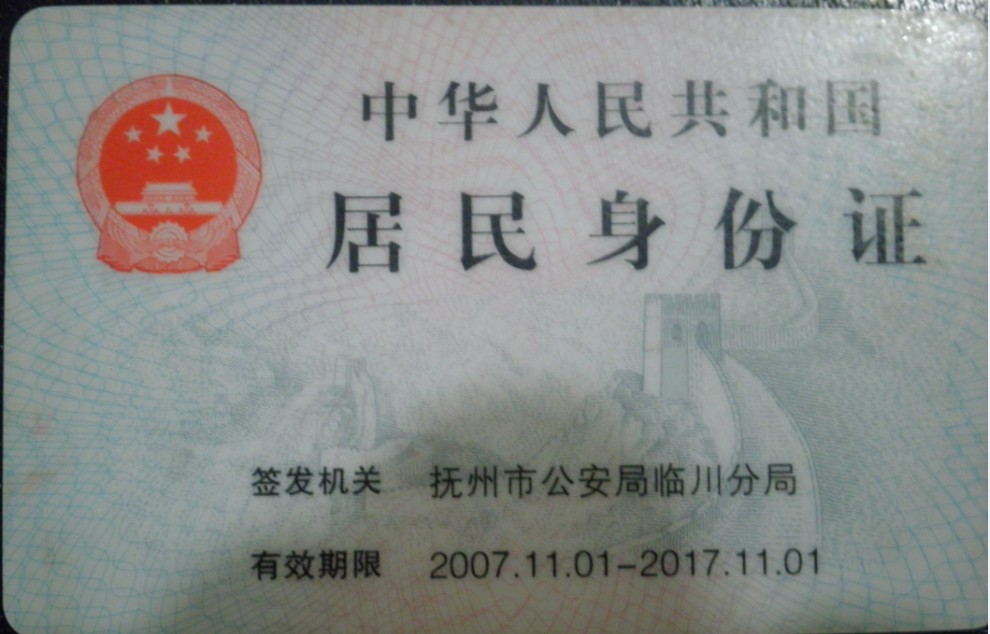 中华人民共和国
居民身份证
签发机关 抚州市公安局临川分局
有效期限 2007.11.01-2017.11.01